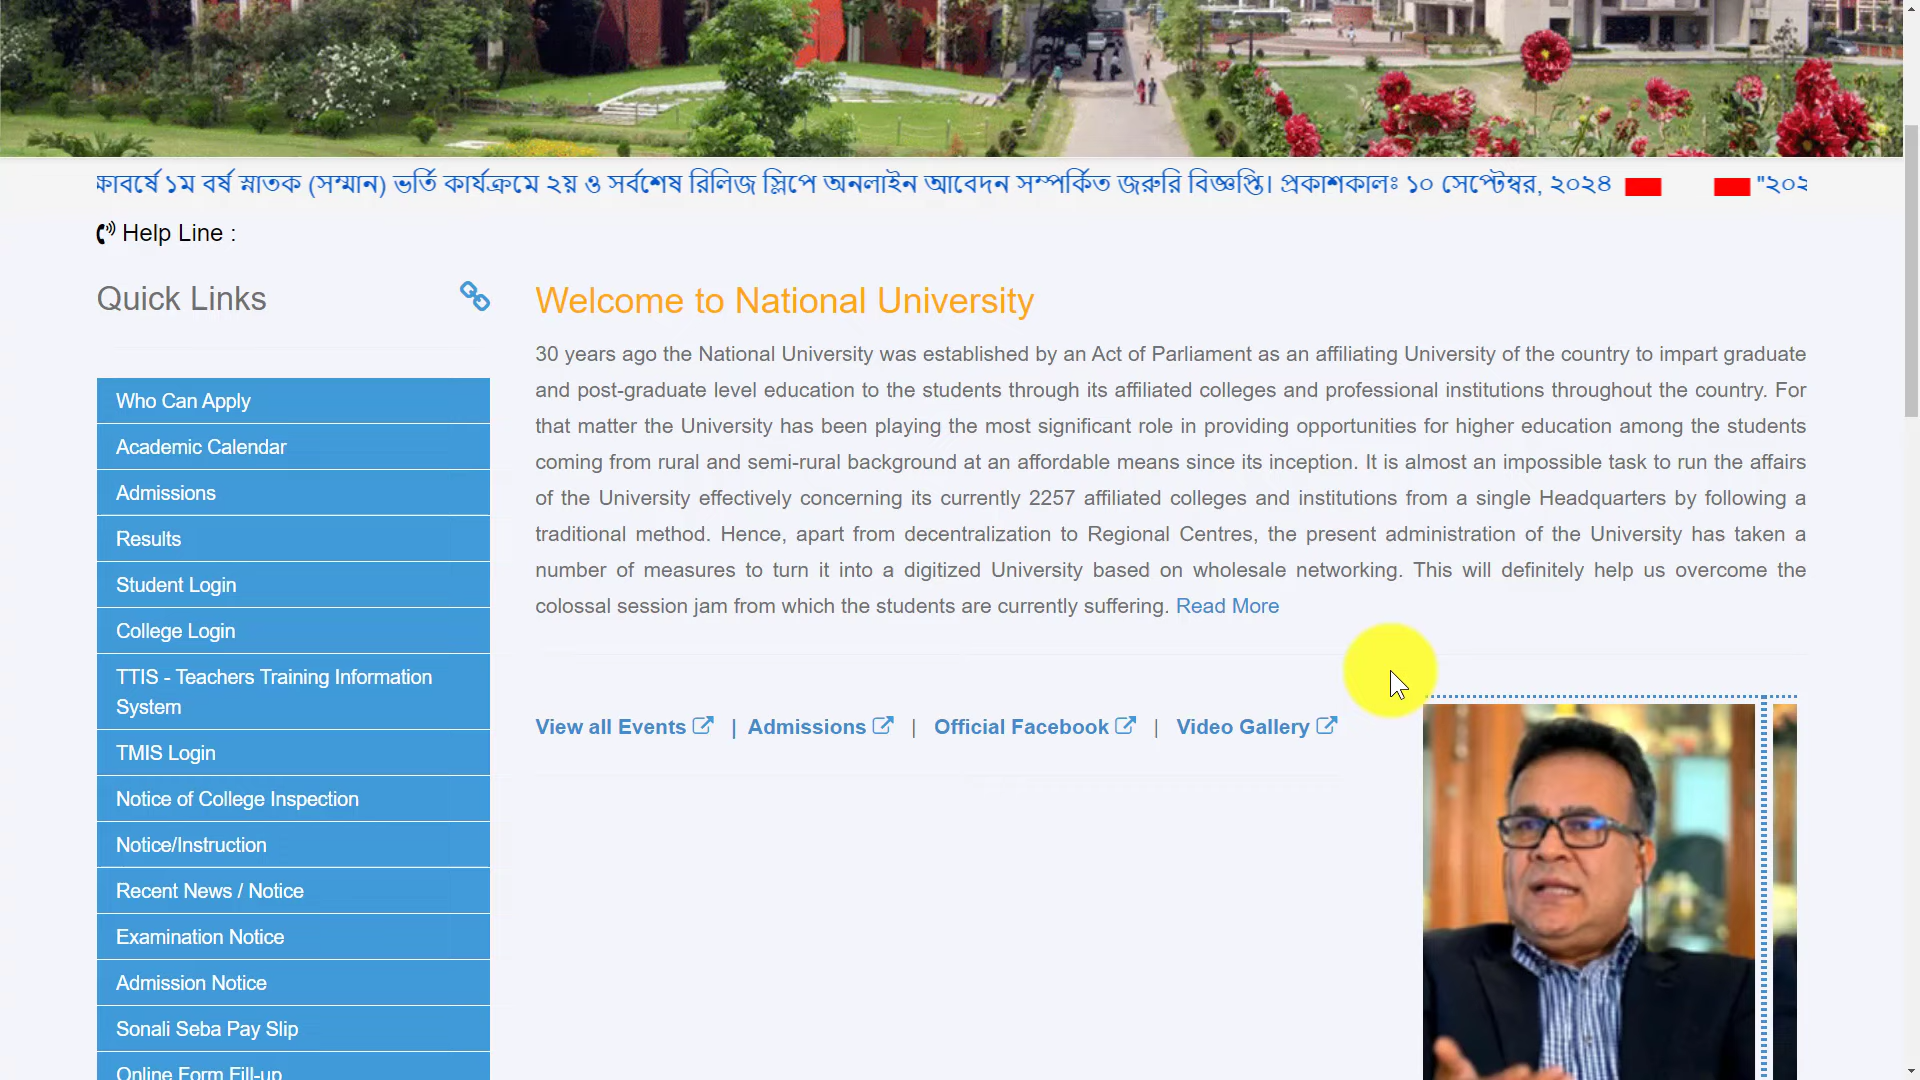 র্ষে ১ম বর্ষ স্নাতক (সম্মান) ভর্তি কার্যক্রমে ২য় ও সর্বশেষ রিলিজ স্লিপে অনলাইন আবেদন সম্পর্কিত জরুরি বিজ্ঞপ্তি। প্রকাশকালঃ ১০ সেপ্টেম্বর, ২০২৪
Help Line :
Quick Links
Who Can Apply
Academic Calendar
Admissions
Results
Student Login
College Login
TTIS - Teachers Training Information
System
TMIS Login
Notice of College Inspection
Notice/Instruction
Recent News / Notice
Examination Notice
Admission Notice
Sonali Seba Pay Slip
Online Form Fill-up
Welcome to National University
30 years ago the National University was established by an Act of Parliament as an affiliating University of the country to impart graduate
and post-graduate level education to the students through its affiliated colleges and professional institutions throughout the country. For
that matter the University has been playing the most significant role in providing opportunities for higher education among the students
coming from rural and semi-rural background at an affordable means since its inception. It is almost an impossible task to run the affairs
of the University effectively concerning its currently 2257 affiliated colleges and institutions from a single Headquarters by following a
traditional method. Hence, apart from decentralization to Regional Centres, the present administration of the University has taken a
number of measures to turn it into a digitized University based on wholesale networking. This will definitely help us overcome the
colossal session jam from which the students are currently suffering. Read More
View all Events | Admissions | Official Facebook | Video Gallery